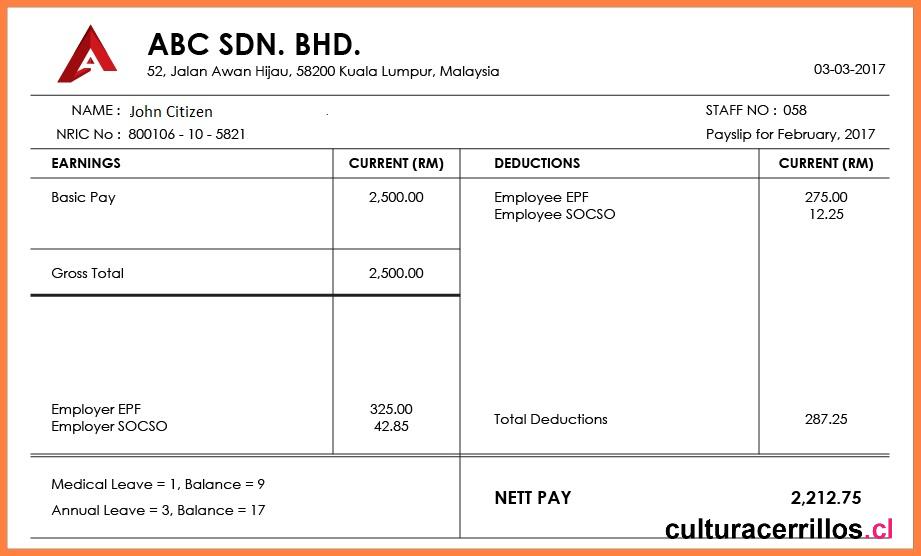 ABC SDN. BHD.
52, Jalan Awan Hijau, 58200 Kuala Lumpur, Malaysia
03-03-2017
NAME : John Citizen
STAFF NO : 058
NRIC No : 800106 - 10 - 5821
Payslip for February, 2017
EARNINGS CURRENT (RM) DEDUCTIONS CURRENT (RM)
Basic Pay 2,500.00 Employee EPF 275.00
Employee SOCSO 12.25
Gross Total 2,500.00
Employer EPF 325.00
Employer SOCSO 42.85
Total Deductions 287.25
Medical Leave = 1, Balance = 9
Annual Leave = 3, Balance = 17
NETT PAY 2,212.75
culturacerrillos.cl